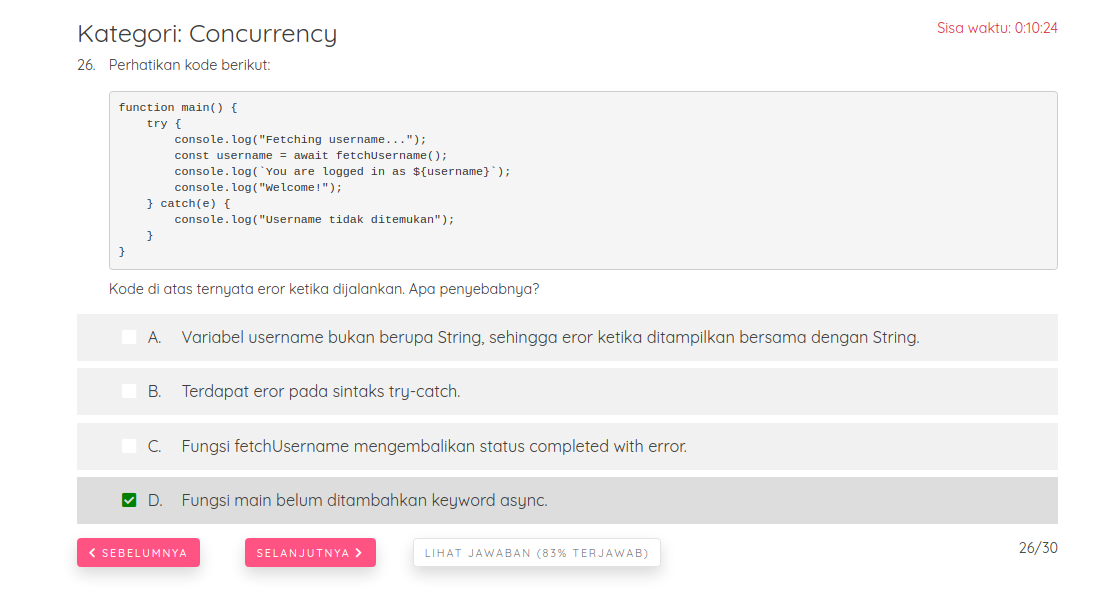 Kategori: Concurrency
Sisa waktu: 0:10:24
26. Perhatikan kode berikut:
function main() {
    try {
        console.log("Fetching username...");
        const username = await fetchUsername();
        console.log(`You are logged in as ${username}`);
        console.log("Welcome!");
    } catch(e) {
        console.log("Username tidak ditemukan");
    }
}
Kode di atas ternyata eror ketika dijalankan. Apa penyebabnya?
A. Variabel username bukan berupa String, sehingga eror ketika ditampilkan bersama dengan String.
B. Terdapat eror pada sintaks try-catch.
C. Fungsi fetchUsername mengembalikan status completed with error.
D. Fungsi main belum ditambahkan keyword async.
SEBELUMNYA
SELANJUTNYA
LIHAT JAWABAN (83% TERJAWAB)
26/30